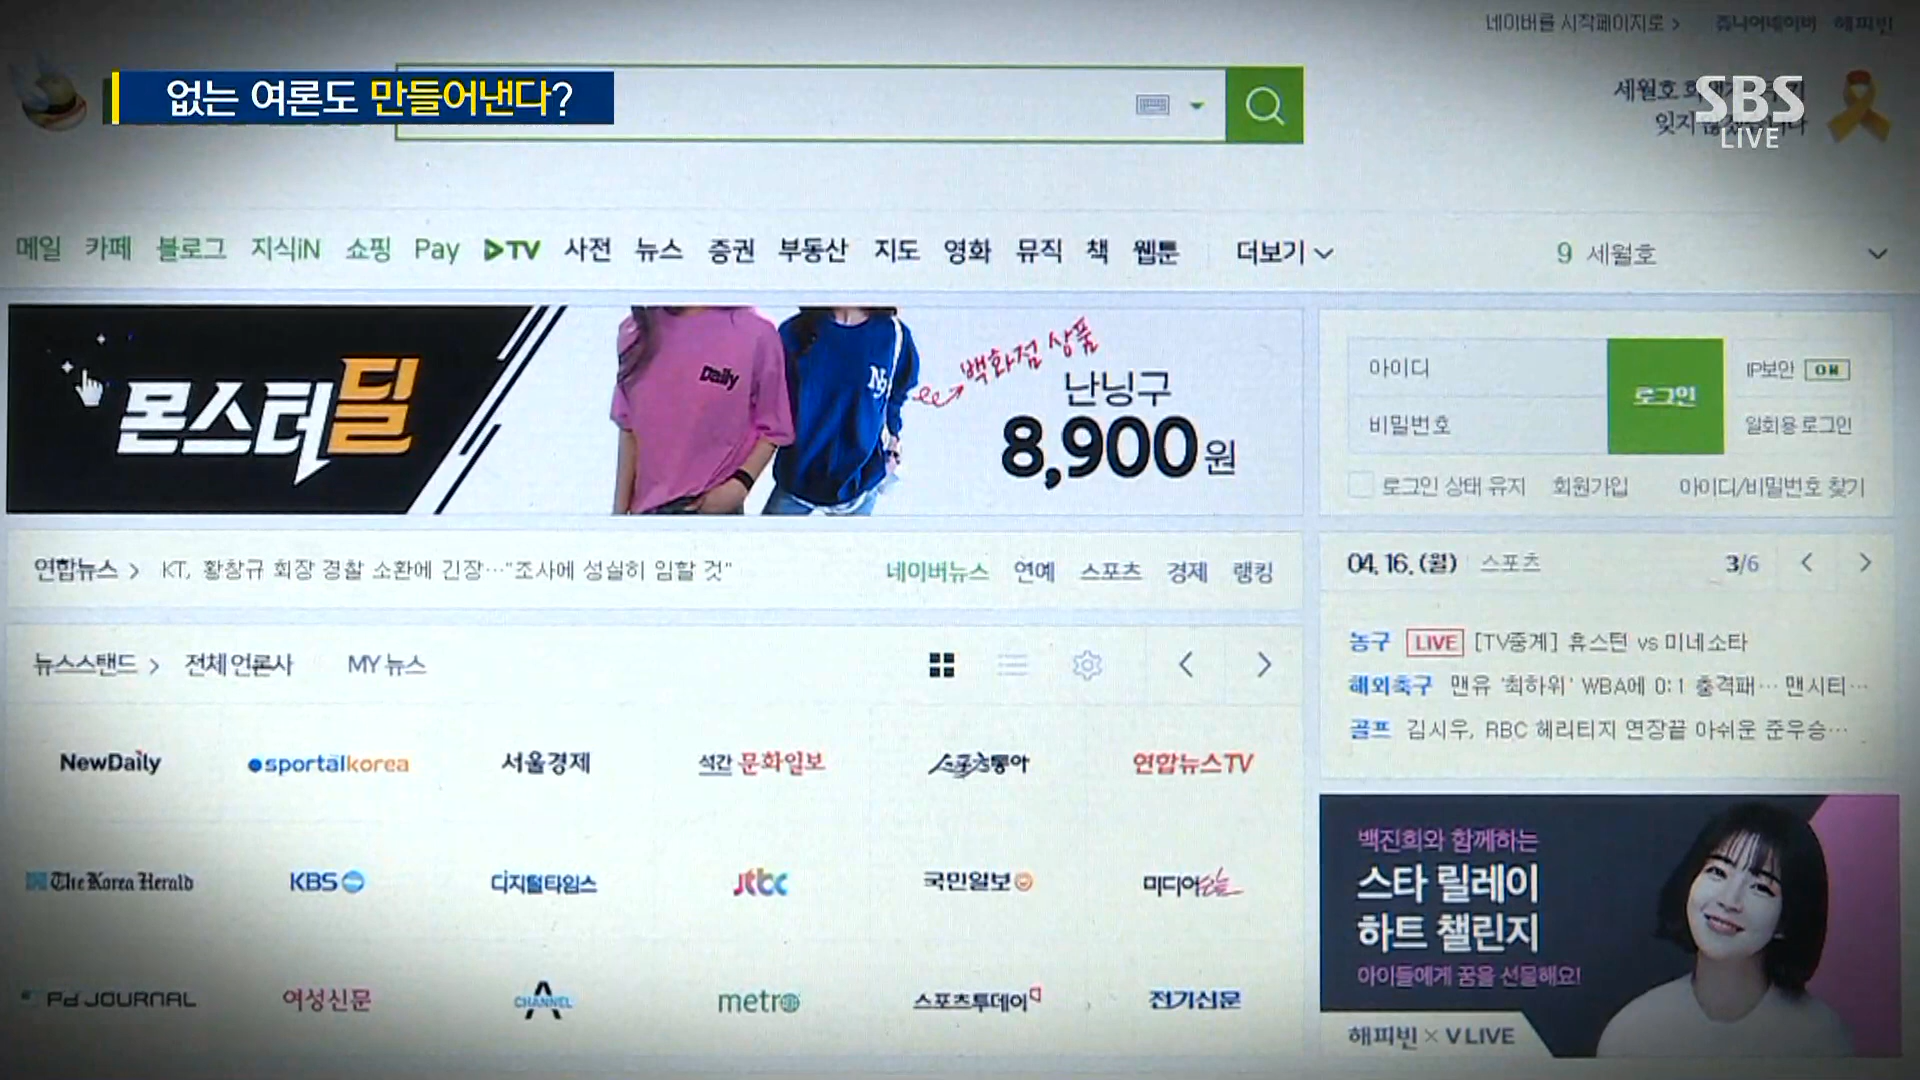 네이버를 시작페이지로 > 쥬니어네이버 해피빈
없는 여론도 만들어낸다?
SBS
LIVE
세월호
잊지
메일 카페 블로그 지식iN 쇼핑 Pay TV 사전 뉴스 증권 부동산 지도 영화 뮤직 책 웹툰 더보기
9 세월호
몬스터딜
Daily
백화점 상품
난닝구
8,900원
아이디
비밀번호
로그인
IP보안 ON
일회용 로그인
로그인 상태 유지 회원가입 아이디/비밀번호 찾기
연합뉴스 > KT, 황창규 회장 경찰 소환에 긴장…"조사에 성실히 임할 것"
네이버뉴스 연예 스포츠 경제 랭킹
04. 16. (월) 스포츠 3/6 < >
농구 LIVE [TV중계] 휴스턴 vs 미네소타
해외축구 맨유 '최하위' WBA에 0:1 충격패… 맨시티…
골프 김시우, RBC 헤리티지 연장끝 아쉬운 준우승…
뉴스스탠드 > 전체언론사 MY 뉴스 < >
NewDaily sportalkorea 서울경제 석간 문화일보 스포츠동아 연합뉴스TV
The Korea Herald KBS 디지털타임스 jtbc 국민일보 미디어오늘
Pd JOURNAL 여성신문 CHANNEL A metro 스포츠투데이 전기신문
백진희와 함께하는
스타 릴레이
하트 챌린지
아이들에게 꿈을 선물해요!
해피빈 × V LIVE